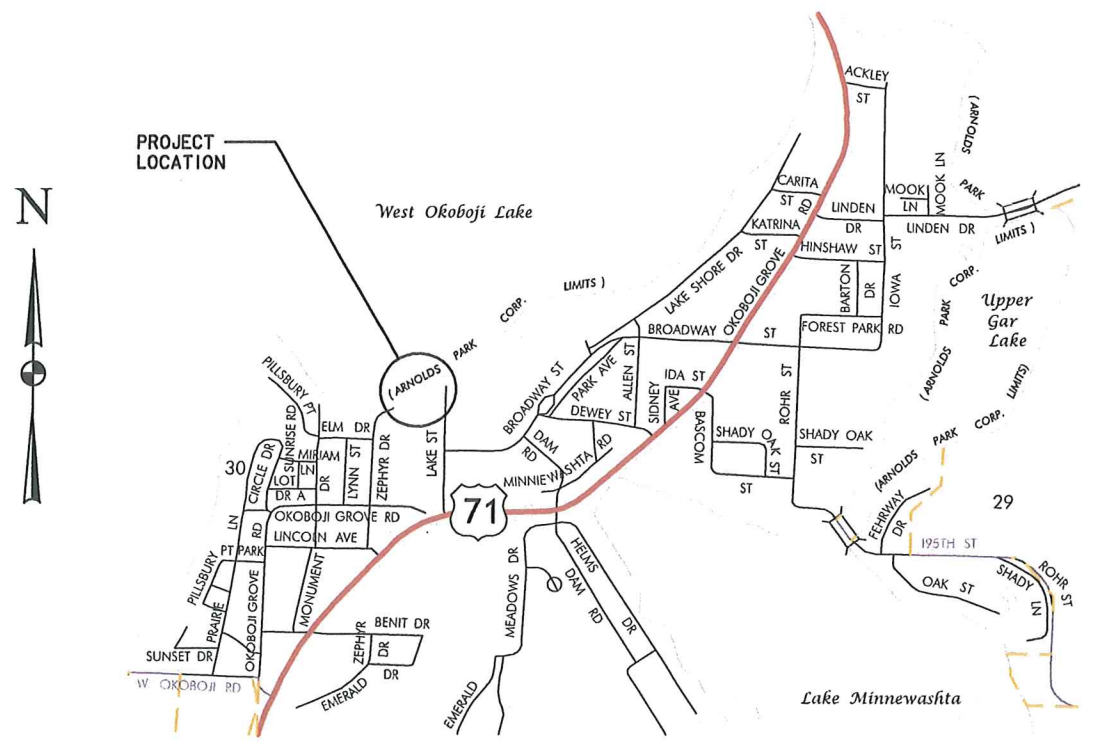 ACKLEY
ST
PROJECT
LOCATION
(ARNOLDS
PARK
N
West Okoboji Lake
CARITA
ST
RD
MOOK
LN
MOOK LN
LINDEN
DR
LINDEN DR
LIMITS )
KATRINA
ST
HINSHAW ST
LAKE SHORE DR
OKOBOJI GROVE
BARTON
DR
IOWA
ST
CORP.
PARK
(ARNOLDS
Upper
Gar
Lake
CORP.
LIMITS )
BROADWAY
ST
FOREST PARK RD
(ARNOLDS
PARK
PILLSBURY PT
BROADWAY ST
PARK AVE
ALLEN ST
SIDNEY
AVE
IDA ST
ROHR ST
LIMITS)
CORP.
PARK
(ARNOLDS
DEWEY ST
BASCOM
ST
SHADY
OAK
ST
SHADY OAK
ST
SUNRISE RD
ELM DR
MIRIAM
LN
DR
LYNN ST
ZEPHYR DR
LAKE ST
DAM
RD
MINNIEWASHTA
RD
30
CIRCLE DR
LOT
DR A
71
29
LN
RD
OKOBOJI GROVE RD
LINCOLN AVE
FEHRWAY
DR
195TH ST
PT PARK
PILLSBURY
PRAIRIE
OKOBOJI GROVE
MONUMENT
MEADOWS DR
HELMS
DR
DAM
RD
OAK ST
SHADY
LN
ROHR
ST
BENIT DR
ZEPHYR
DR
SUNSET DR
W OKOBOJI RD
EMERALD
DR
EMERALD
Lake Minnewashta